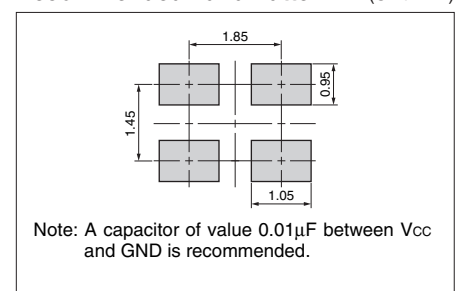 1.85
0.95
1.45
1.05
Note: A capacitor of value 0.01µF between Vcc
and GND is recommended.